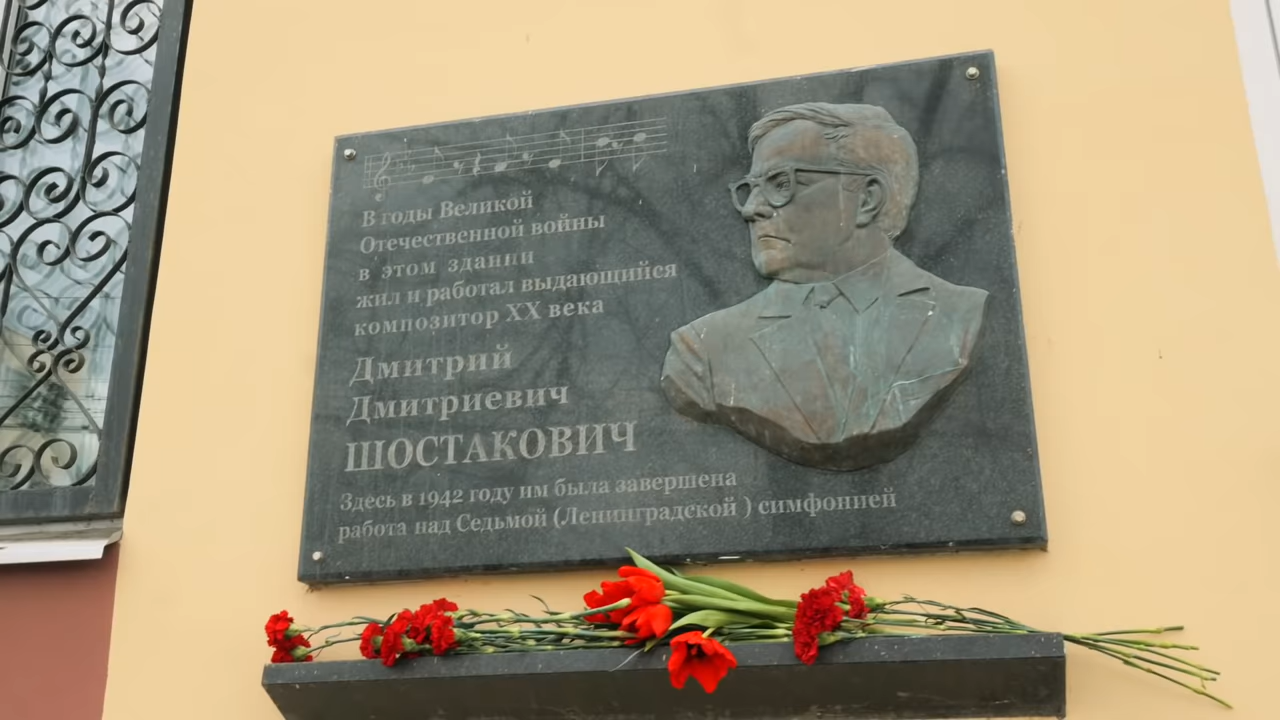 В годы Великой
Отечественной войны
в этом здании
жил и работал выдающийся
композитор XX века
Дмитрий
Дмитриевич
ШОСТАКОВИЧ
Здесь в 1942 году им была завершена
работа над Седьмой (Ленинградской ) симфонией